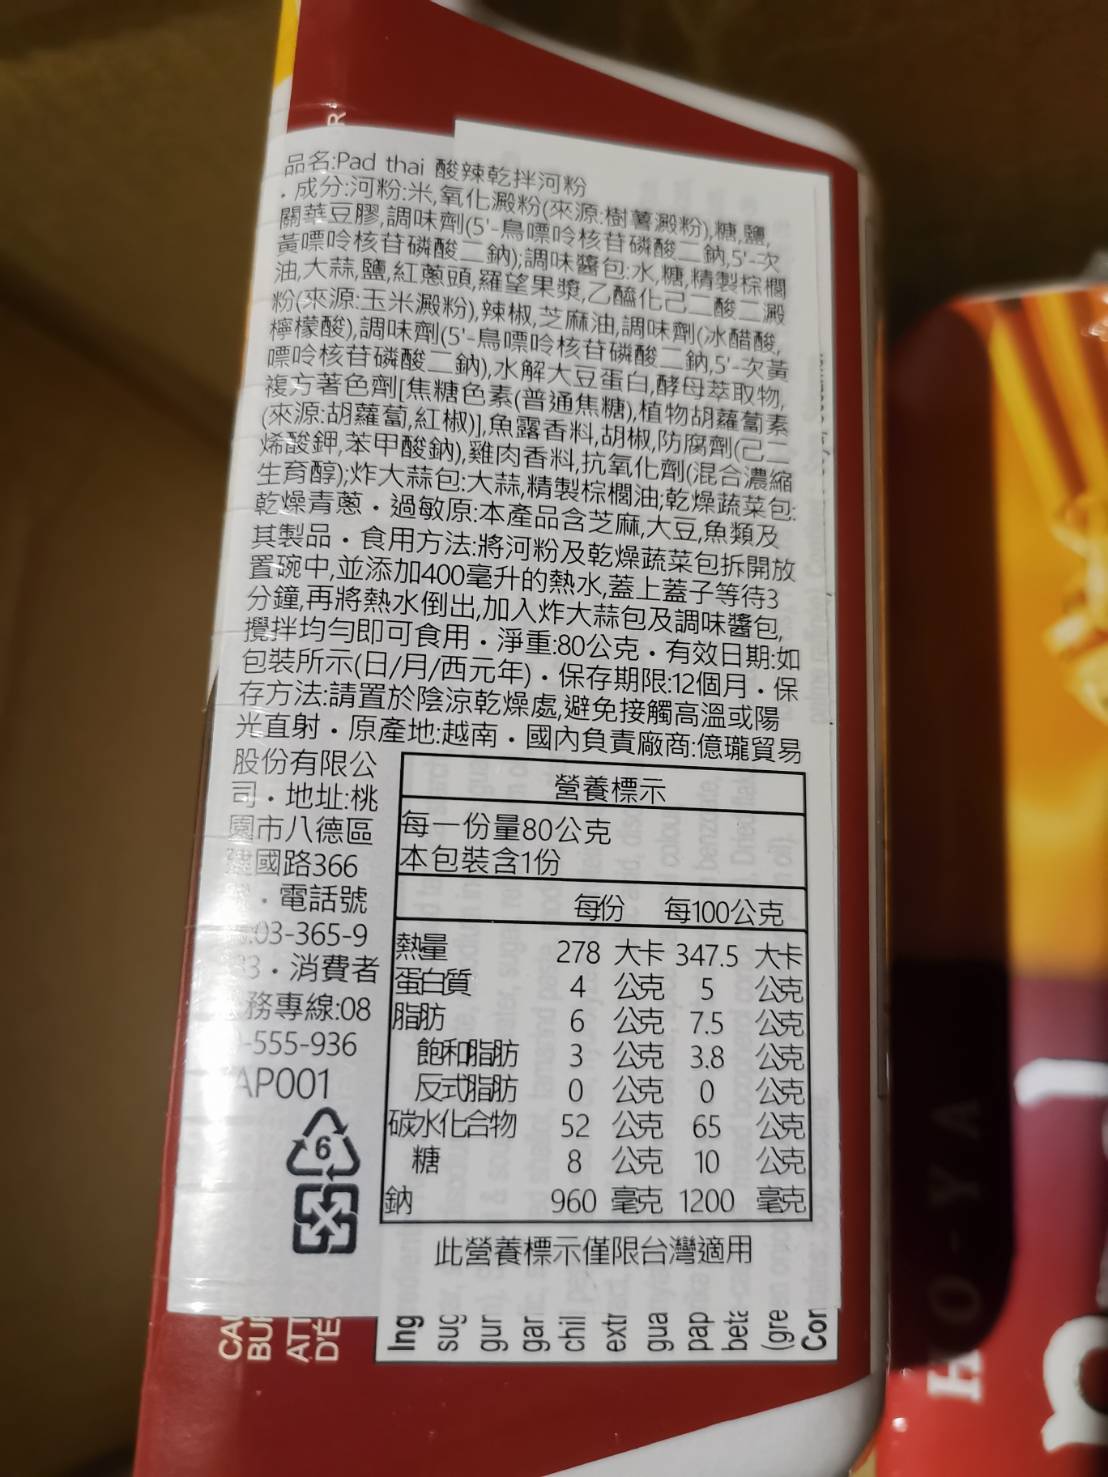 品名:Pad thai 酸辣乾拌河粉
・成分:河粉:米,氧化澱粉(來源:樹薯澱粉),糖,鹽,
關華豆膠,調味劑(5'-鳥嘌呤核苷磷酸二鈉,5'-次
黃嘌呤核苷磷酸二鈉);調味醬包:水,糖,精製棕櫚
油,大蒜,鹽,紅蔥頭,羅望果漿,乙醯化己二酸二澱
粉(來源:玉米澱粉),辣椒,芝麻油,調味劑(冰醋酸,
檸檬酸),調味劑(5'-鳥嘌呤核苷磷酸二鈉,5'-次黃
嘌呤核苷磷酸二鈉),水解大豆蛋白,酵母萃取物,
複方著色劑[焦糖色素(普通焦糖),植物胡蘿蔔素
(來源:胡蘿蔔,紅椒)],魚露香料,胡椒,防腐劑(己二
烯酸鉀,苯甲酸鈉),雞肉香料,抗氧化劑(混合濃縮
生育醇);炸大蒜包:大蒜,精製棕櫚油;乾燥蔬菜包:
乾燥青蔥・過敏原:本產品含芝麻,大豆,魚類及
其製品・食用方法:將河粉及乾燥蔬菜包拆開放
置碗中,並添加400毫升的熱水,蓋上蓋子等待3
分鐘,再將熱水倒出,加入炸大蒜包及調味醬包,
攪拌均勻即可食用・淨重:80公克・有效日期:如
包裝所示(日/月/西元年)・保存期限:12個月・保
存方法:請置於陰涼乾燥處,避免接觸高溫或陽
光直射・原產地:越南・國內負責廠商:億瓏貿易
股份有限公
司・地址:桃
園市八德區
建國路366
・電話號
:03-365-9
3・消費者
務專線:08
-555-936
AP001
6
營養標示
每一份量80公克
本包裝含1份
每份 每100公克
熱量 278 大卡 347.5 大卡
蛋白質 4 公克 5 公克
脂肪 6 公克 7.5 公克
飽和脂肪 3 公克 3.8 公克
反式脂肪 0 公克 0 公克
碳水化合物 52 公克 65 公克
糖 8 公克 10 公克
鈉 960 毫克 1200 毫克
此營養標示僅限台灣適用
CA
BUI
ATT
D'É
Ing
sug
gun
gar
chill
extr
gua
pap
beta
(gre
Con
HO-YA